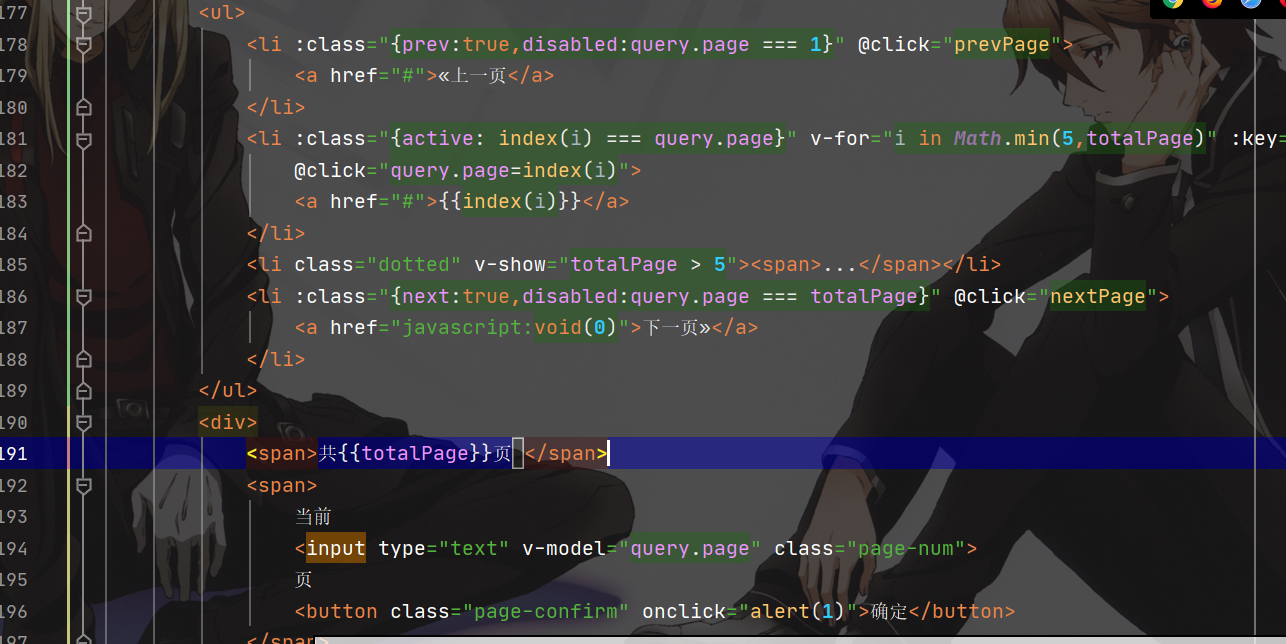 177 <ul>
178 <li :class="{prev:true,disabled:query.page === 1}" @click="prevPage">
179 <a href="#">«上一页</a>
180 </li>
181 <li :class="{active: index(i) === query.page}" v-for="i in Math.min(5,totalPage)" :key=
182 @click="query.page=index(i)">
183 <a href="#">{{index(i)}}</a>
184 </li>
185 <li class="dotted" v-show="totalPage > 5"><span>...</span></li>
186 <li :class="{next:true,disabled:query.page === totalPage}" @click="nextPage">
187 <a href="javascript:void(0)">下一页»</a>
188 </li>
189 </ul>
190 <div>
191 <span>共{{totalPage}}页 </span>
192 <span>
193 当前
194 <input type="text" v-model="query.page" class="page-num">
195 页
196 <button class="page-confirm" onclick="alert(1)">确定</button>
197 </span>